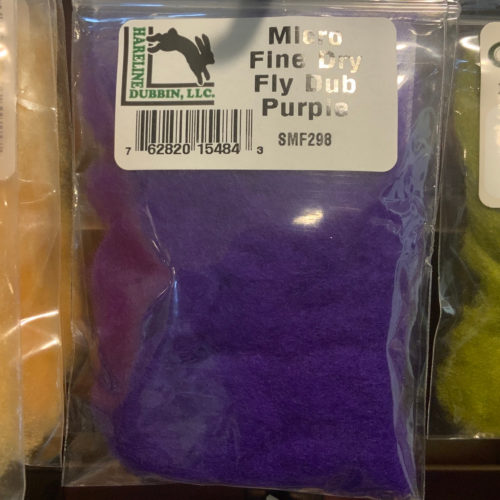 HARELINE
DUBBIN, LLC.
Micro
Fine Dry
Fly Dub
Purple
SMF298
7 62820 15484 3